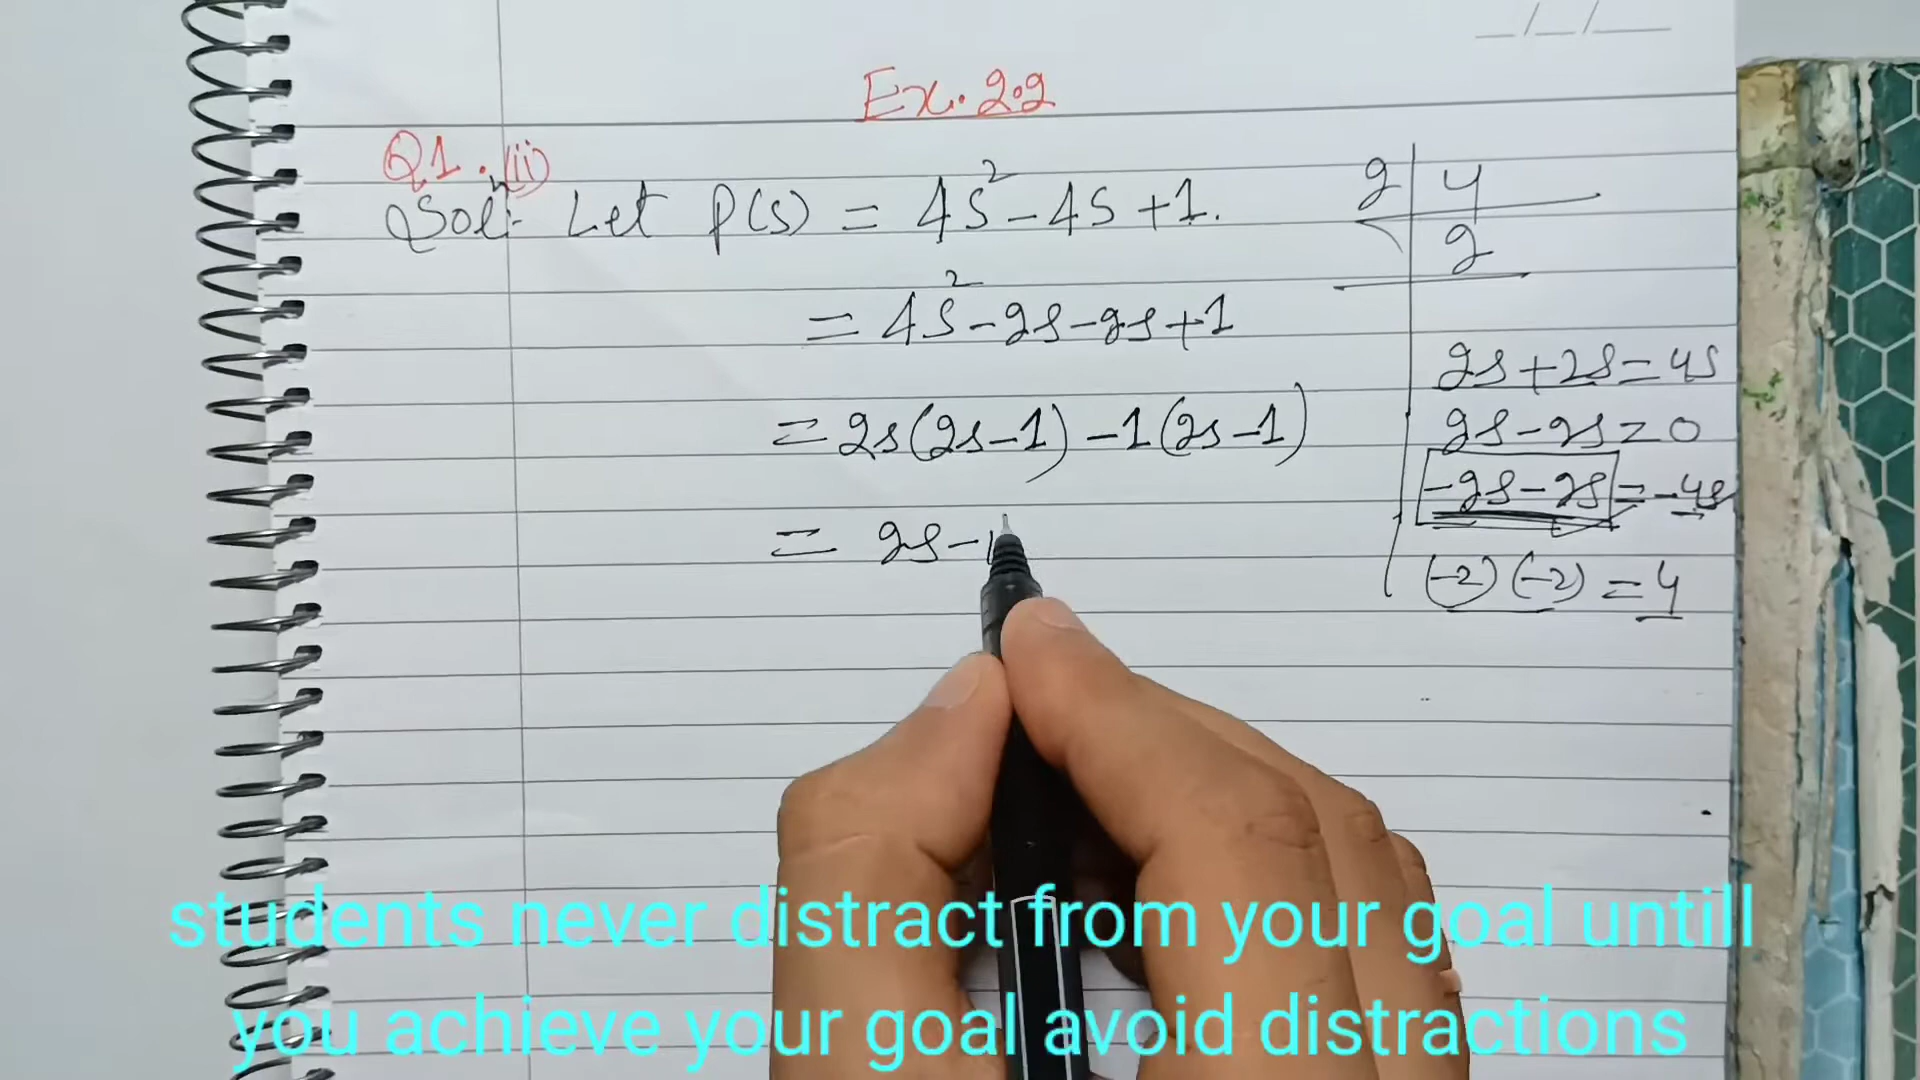 Ex. 2.2
Q1. (ii)
Sol:- Let P(s) = 4s² - 4s + 1.
= 4s² - 2s - 2s + 1
= 2s(2s - 1) - 1(2s - 1)
= 2s - 1
2 | 4
2
2s + 2s = 4s
2s - 2s = 0
-2s - 2s = -4s
(-2) (-2) = 4
students never distract from your goal untill
you achieve your goal avoid distractions